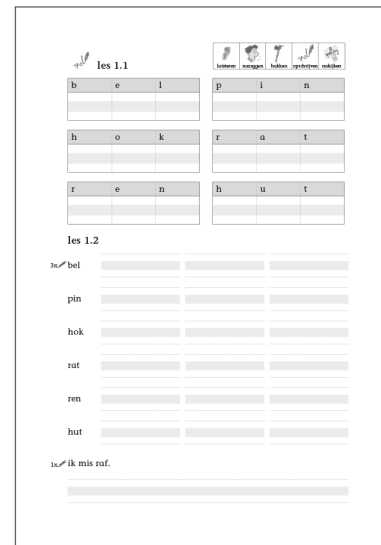 les 1.1
luisteren nazeggen hakken opschrijven nakijken
b e l p i n
h o k r a t
r e n h u t
les 1.2
3x bel
pin
hok
rat
ren
hut
1x ik mis raf.